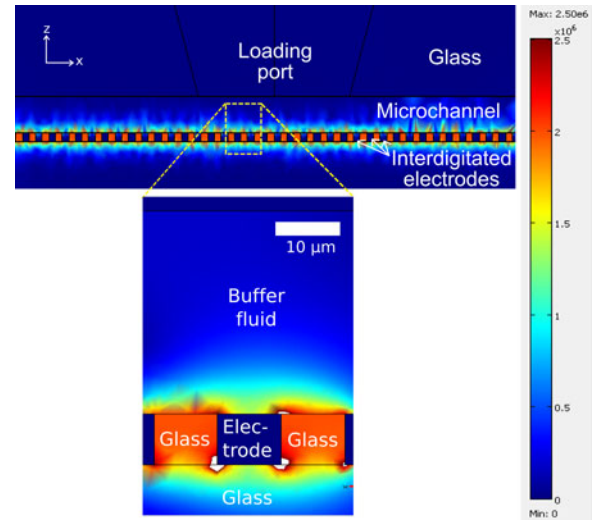 Max: 2.50e6
×10⁶
2.5
2
1.5
1
0.5
0
Min: 0
z
x
Loading
port
Glass
Microchannel
Interdigitated
electrodes
10 μm
Buffer
fluid
Glass
Elec-
trode
Glass
Glass